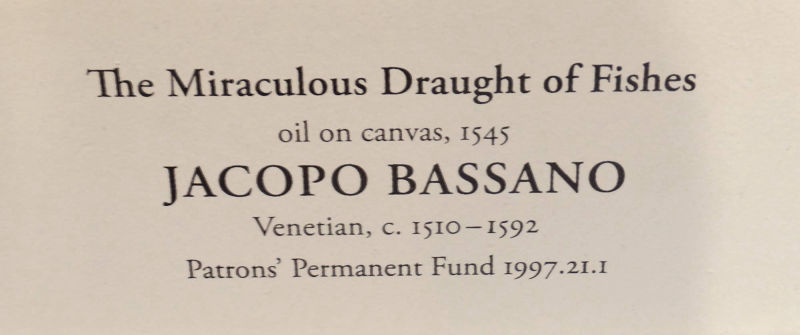 The Miraculous Draught of Fishes
oil on canvas, 1545
JACOPO BASSANO
Venetian, c. 1510–1592
Patrons’ Permanent Fund 1997.21.1